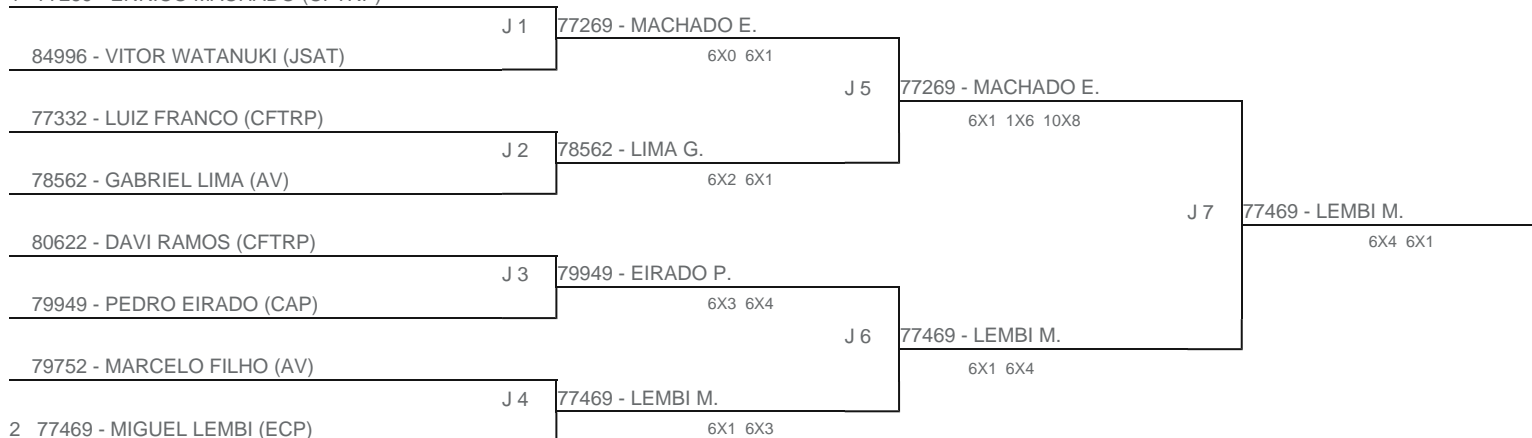 J 1
77269 - MACHADO E.
84996 - VITOR WATANUKI (JSAT)
6X0 6X1
J 5
77269 - MACHADO E.
77332 - LUIZ FRANCO (CFTRP)
6X1 1X6 10X8
J 2
78562 - LIMA G.
78562 - GABRIEL LIMA (AV)
6X2 6X1
J 7
77469 - LEMBI M.
80622 - DAVI RAMOS (CFTRP)
6X4 6X1
J 3
79949 - EIRADO P.
79949 - PEDRO EIRADO (CAP)
6X3 6X4
J 6
77469 - LEMBI M.
79752 - MARCELO FILHO (AV)
6X1 6X4
J 4
77469 - LEMBI M.
2 77469 - MIGUEL LEMBI (ECP)
6X1 6X3